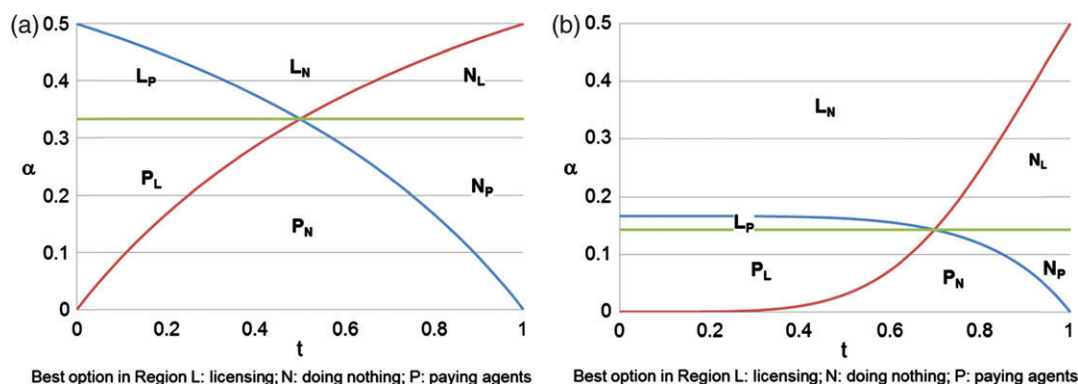 (a)
0.5
0.4
0.3
0.2
0.1
0
α
L_P
L_N
N_L
P_L
N_P
P_N
0 0.2 0.4 0.6 0.8 1
t
Best option in Region L: licensing; N: doing nothing; P: paying agents
(b)
0.5
0.4
0.3
0.2
0.1
0
α
L_N
N_L
L_P
P_L
P_N
N_P
0 0.2 0.4 0.6 0.8 1
t
Best option in Region L: licensing; N: doing nothing; P: paying agents